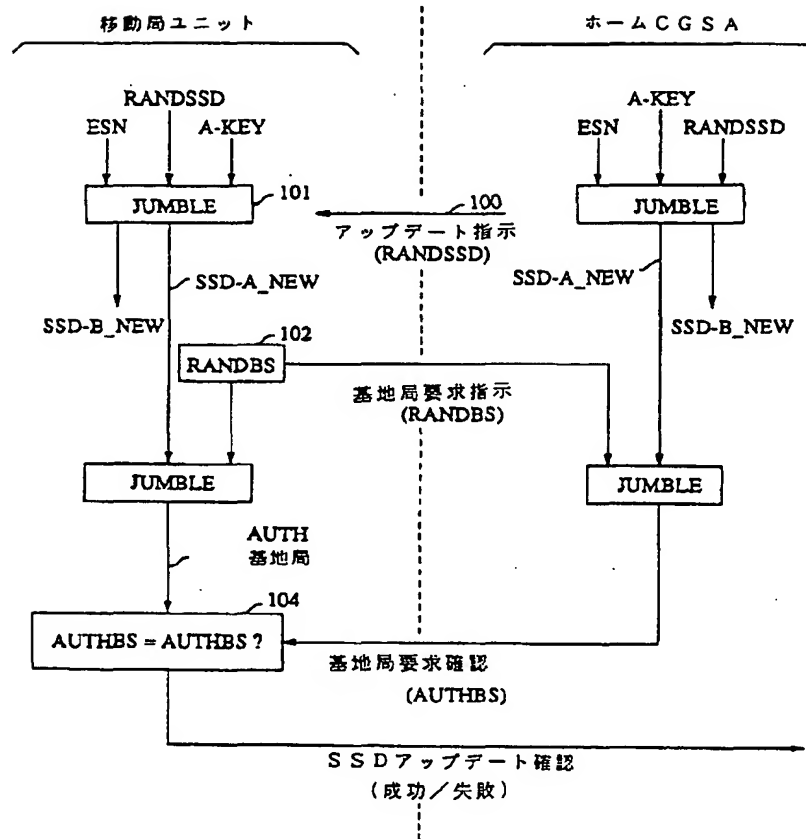 移動局ユニット
ホームCGSA
RANDSSD
ESN
A-KEY
A-KEY
ESN
RANDSSD
JUMBLE
101
100
JUMBLE
アップデート指示
(RANDSSD)
SSD-A_NEW
SSD-A_NEW
SSD-B_NEW
SSD-B_NEW
102
RANDBS
基地局要求指示
(RANDBS)
JUMBLE
JUMBLE
AUTH
基地局
104
AUTHBS = AUTHBS ?
基地局要求確認
(AUTHBS)
SSDアップデート確認
(成功/失敗)